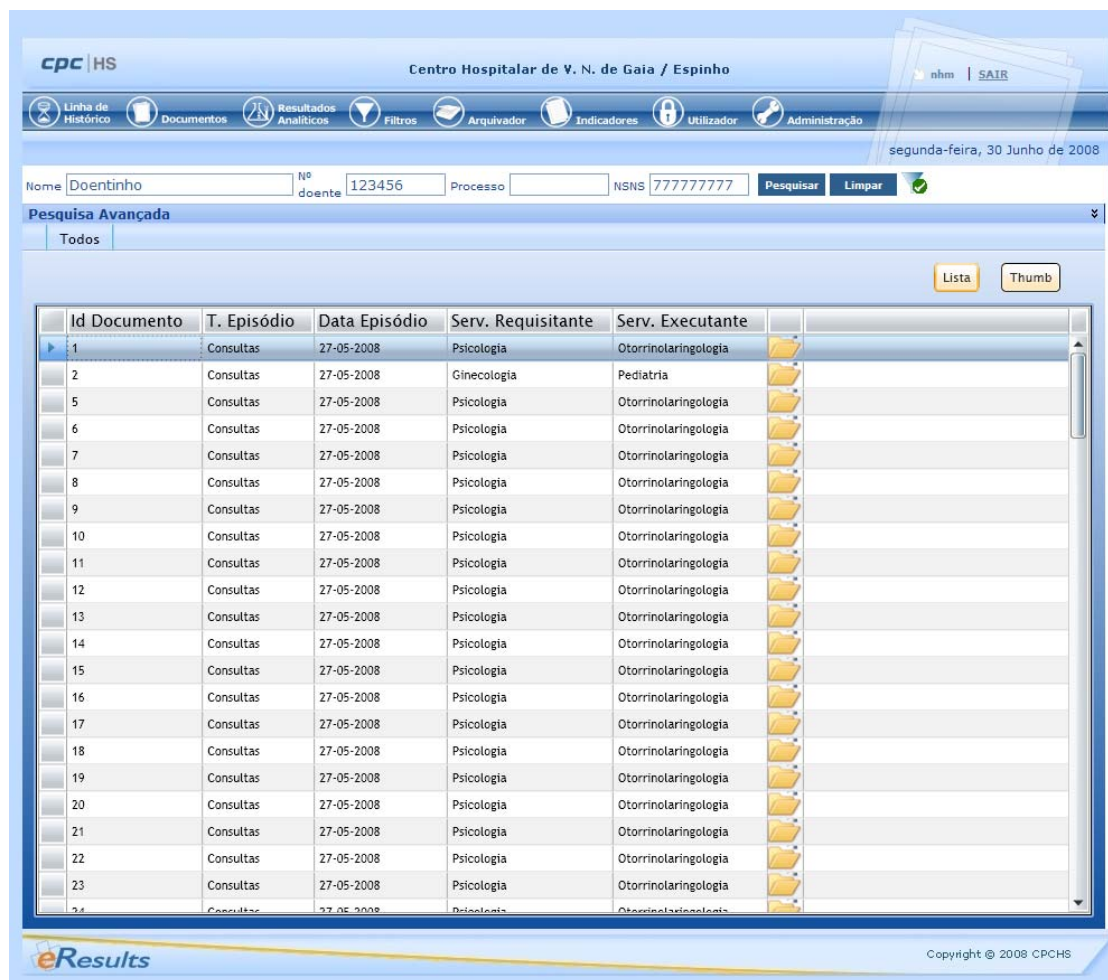 cpc HS
Centro Hospitalar de V. N. de Gaia / Espinho
nhm | SAIR
Linha de Histórico Documentos Resultados Analíticos Filtros Arquivador Indicadores Utilizador Administração
segunda-feira, 30 Junho de 2008
Nome Doentinho Nº doente 123456 Processo NSNS 777777777 Pesquisar Limpar
Pesquisa Avançada
Todos
Lista Thumb
Id Documento T. Episódio Data Episódio Serv. Requisitante Serv. Executante
1 Consultas 27-05-2008 Psicologia Otorrinolaringologia
2 Consultas 27-05-2008 Ginecologia Pediatria
5 Consultas 27-05-2008 Psicologia Otorrinolaringologia
6 Consultas 27-05-2008 Psicologia Otorrinolaringologia
7 Consultas 27-05-2008 Psicologia Otorrinolaringologia
8 Consultas 27-05-2008 Psicologia Otorrinolaringologia
9 Consultas 27-05-2008 Psicologia Otorrinolaringologia
10 Consultas 27-05-2008 Psicologia Otorrinolaringologia
11 Consultas 27-05-2008 Psicologia Otorrinolaringologia
12 Consultas 27-05-2008 Psicologia Otorrinolaringologia
13 Consultas 27-05-2008 Psicologia Otorrinolaringologia
14 Consultas 27-05-2008 Psicologia Otorrinolaringologia
15 Consultas 27-05-2008 Psicologia Otorrinolaringologia
16 Consultas 27-05-2008 Psicologia Otorrinolaringologia
17 Consultas 27-05-2008 Psicologia Otorrinolaringologia
18 Consultas 27-05-2008 Psicologia Otorrinolaringologia
19 Consultas 27-05-2008 Psicologia Otorrinolaringologia
20 Consultas 27-05-2008 Psicologia Otorrinolaringologia
21 Consultas 27-05-2008 Psicologia Otorrinolaringologia
22 Consultas 27-05-2008 Psicologia Otorrinolaringologia
23 Consultas 27-05-2008 Psicologia Otorrinolaringologia
24 Consultas 27-05-2008 Psicologia Otorrinolaringologia
eResults
Copyright © 2008 CPCHS